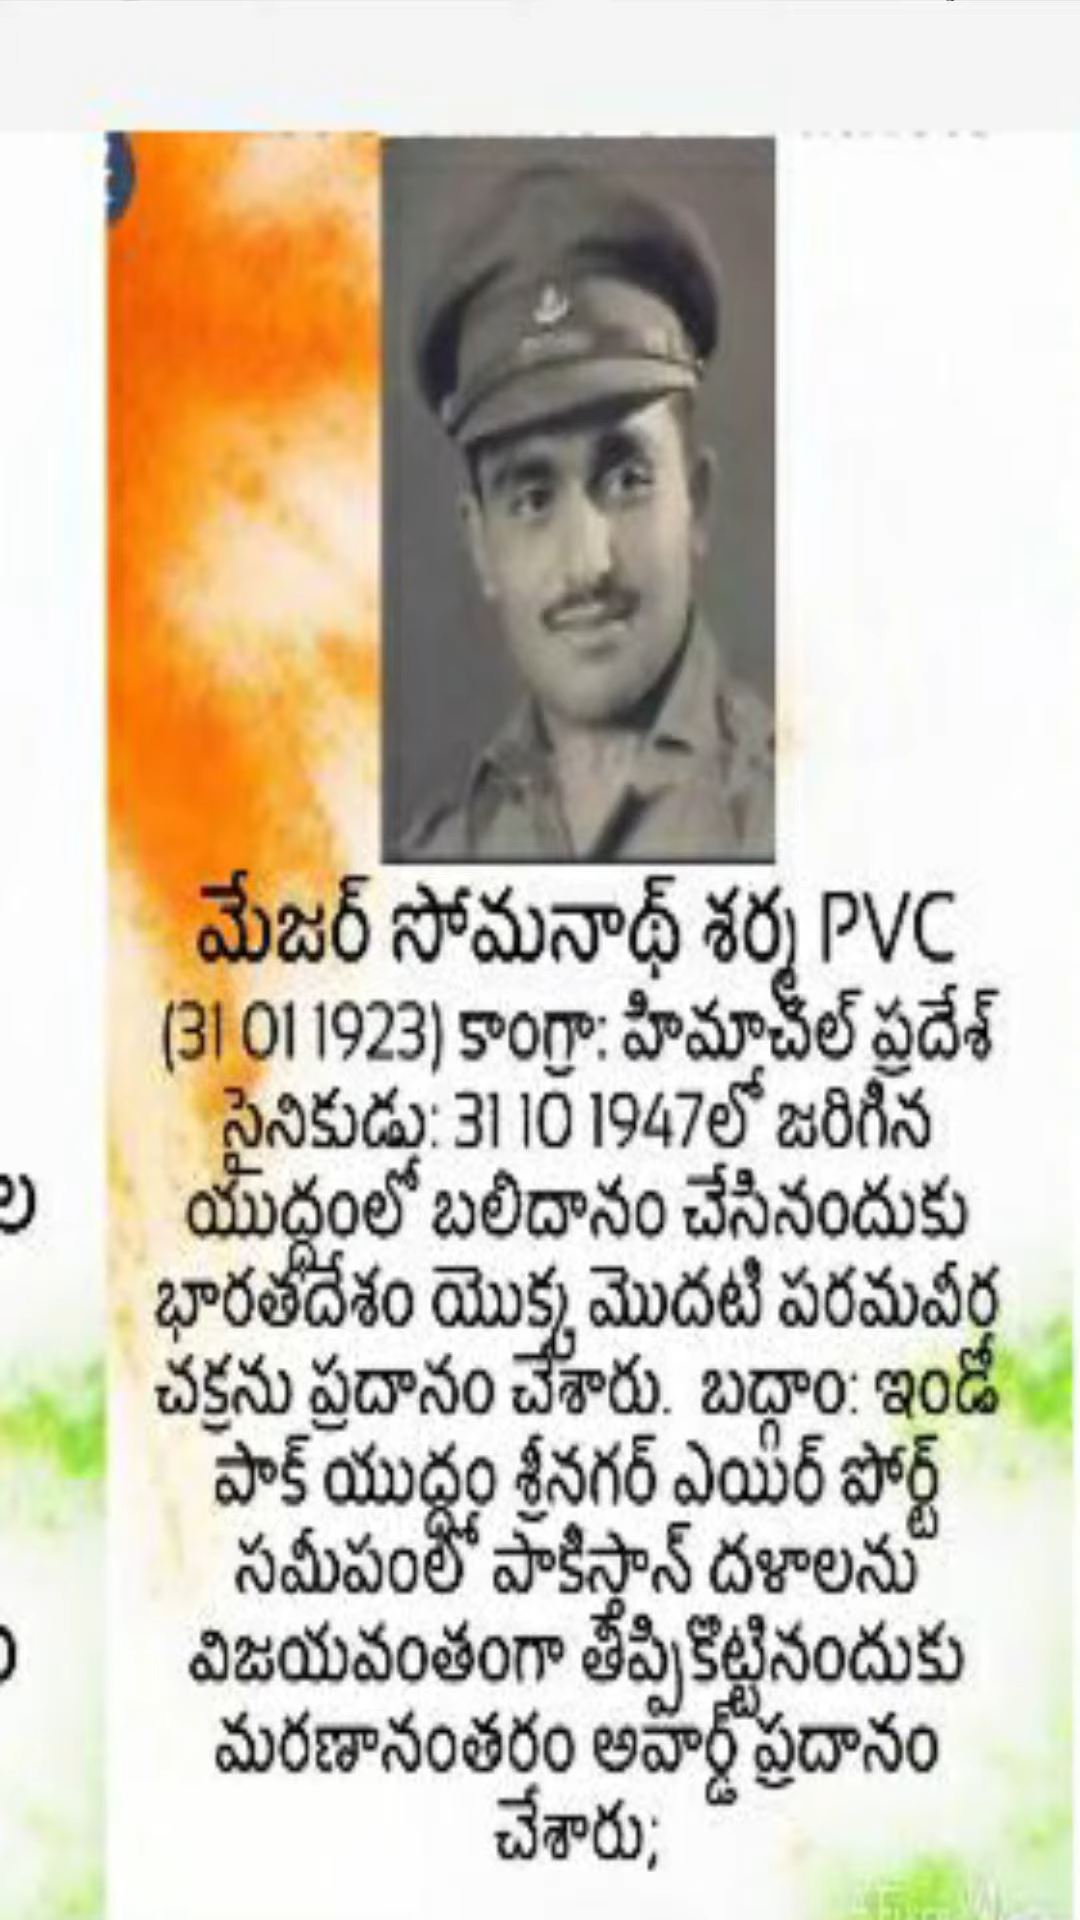 మేజర్ సోమనాథ్ శర్మ PVC
(31 01 1923) కాంగ్రా: హిమాచల్ ప్రదేశ్
సైనికుడు: 31 10 1947లో జరిగిన
యుద్ధంలో బలిదానం చేసినందుకు
భారతదేశం యొక్క మొదటి పరమవీర
చక్రను ప్రదానం చేశారు. బద్గాం: ఇండో
పాక్ యుద్ధం శ్రీనగర్ ఎయిర్ పోర్ట్
సమీపంలో పాకిస్తాన్ దళాలను
విజయవంతంగా తిప్పికొట్టినందుకు
మరణానంతరం అవార్డ్ ప్రదానం
చేశారు;